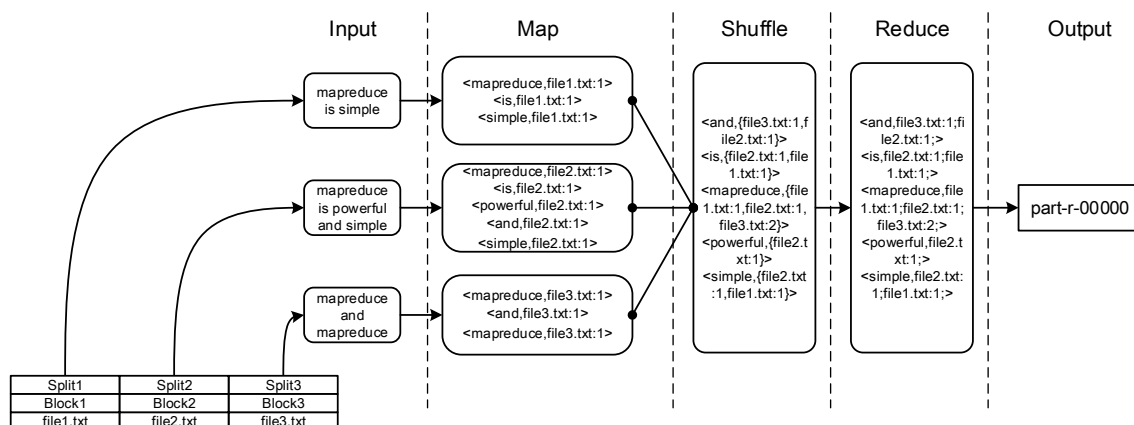 Input
Map
Shuffle
Reduce
Output
mapreduce
is simple
<mapreduce,file1.txt:1>
<is,file1.txt:1>
<simple,file1.txt:1>
mapreduce
is powerful
and simple
<mapreduce,file2.txt:1>
<is,file2.txt:1>
<powerful,file2.txt:1>
<and,file2.txt:1>
<simple,file2.txt:1>
mapreduce
and
mapreduce
<mapreduce,file3.txt:1>
<and,file3.txt:1>
<mapreduce,file3.txt:1>
<and,{file3.txt:1,f
ile2.txt:1}>
<is,{file2.txt:1,file
1.txt:1}>
<mapreduce,{file
1.txt:1,file2.txt:1,
file3.txt:2}>
<powerful,{file2.t
xt:1}>
<simple,{file2.txt
:1,file1.txt:1}>
<and,file3.txt:1;fi
le2.txt:1;>
<is,file2.txt:1;file
1.txt:1;>
<mapreduce,file
1.txt:1;file2.txt:1;
file3.txt:2;>
<powerful,file2.t
xt:1;>
<simple,file2.txt:
1;file1.txt:1;>
part-r-00000
Split1
Split2
Split3
Block1
Block2
Block3
file1.txt
file2.txt
file3.txt